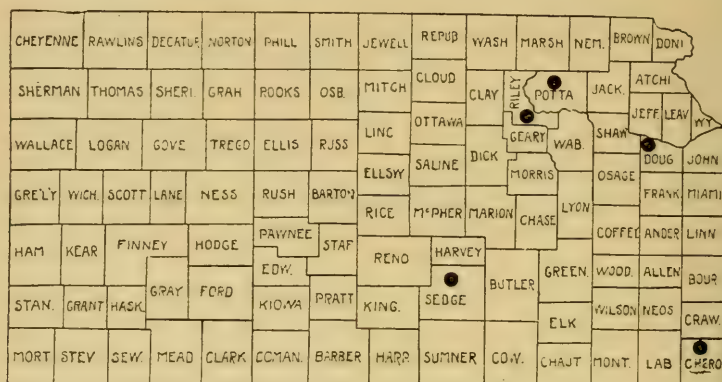 CHEYENNE RAWLINS DECATUR NORTON PHILL SMITH JEWELL REPUB WASH MARSH NEM. BROWN DONI
SHERMAN THOMAS SHERI. GRAH ROOKS OSB. MITCH CLOUD CLAY RILEY POTTA JACK. ATCHI
JEFF. LEAV WY
WALLACE LOGAN GOVE TREGO ELLIS RUSS LINC OTTAWA DICK GEARY WAB. SHAW DOUG JOHN
ELLSW SALINE MORRIS OSAGE
GRE'L'Y WICH. SCOTT LANE NESS RUSH BARTON RICE McPHER MARION CHASE LYON FRANK MIAMI
HAM KEAR FINNEY HODGE PAWNEE STAF RENO HARVEY COFFEE ANDER LINN
EDW. SEDGE BUTLER GREEN. WOOD. ALLEN BOUR
STAN. GRANT HASK. GRAY FORD KIOWA PRATT KING. ELK WILSON NEOS CRAW.
MORT STEV SEW. MEAD CLARK COMAN. BARBER HARP. SUMNER COW. CHAUT MONT. LAB CHERO